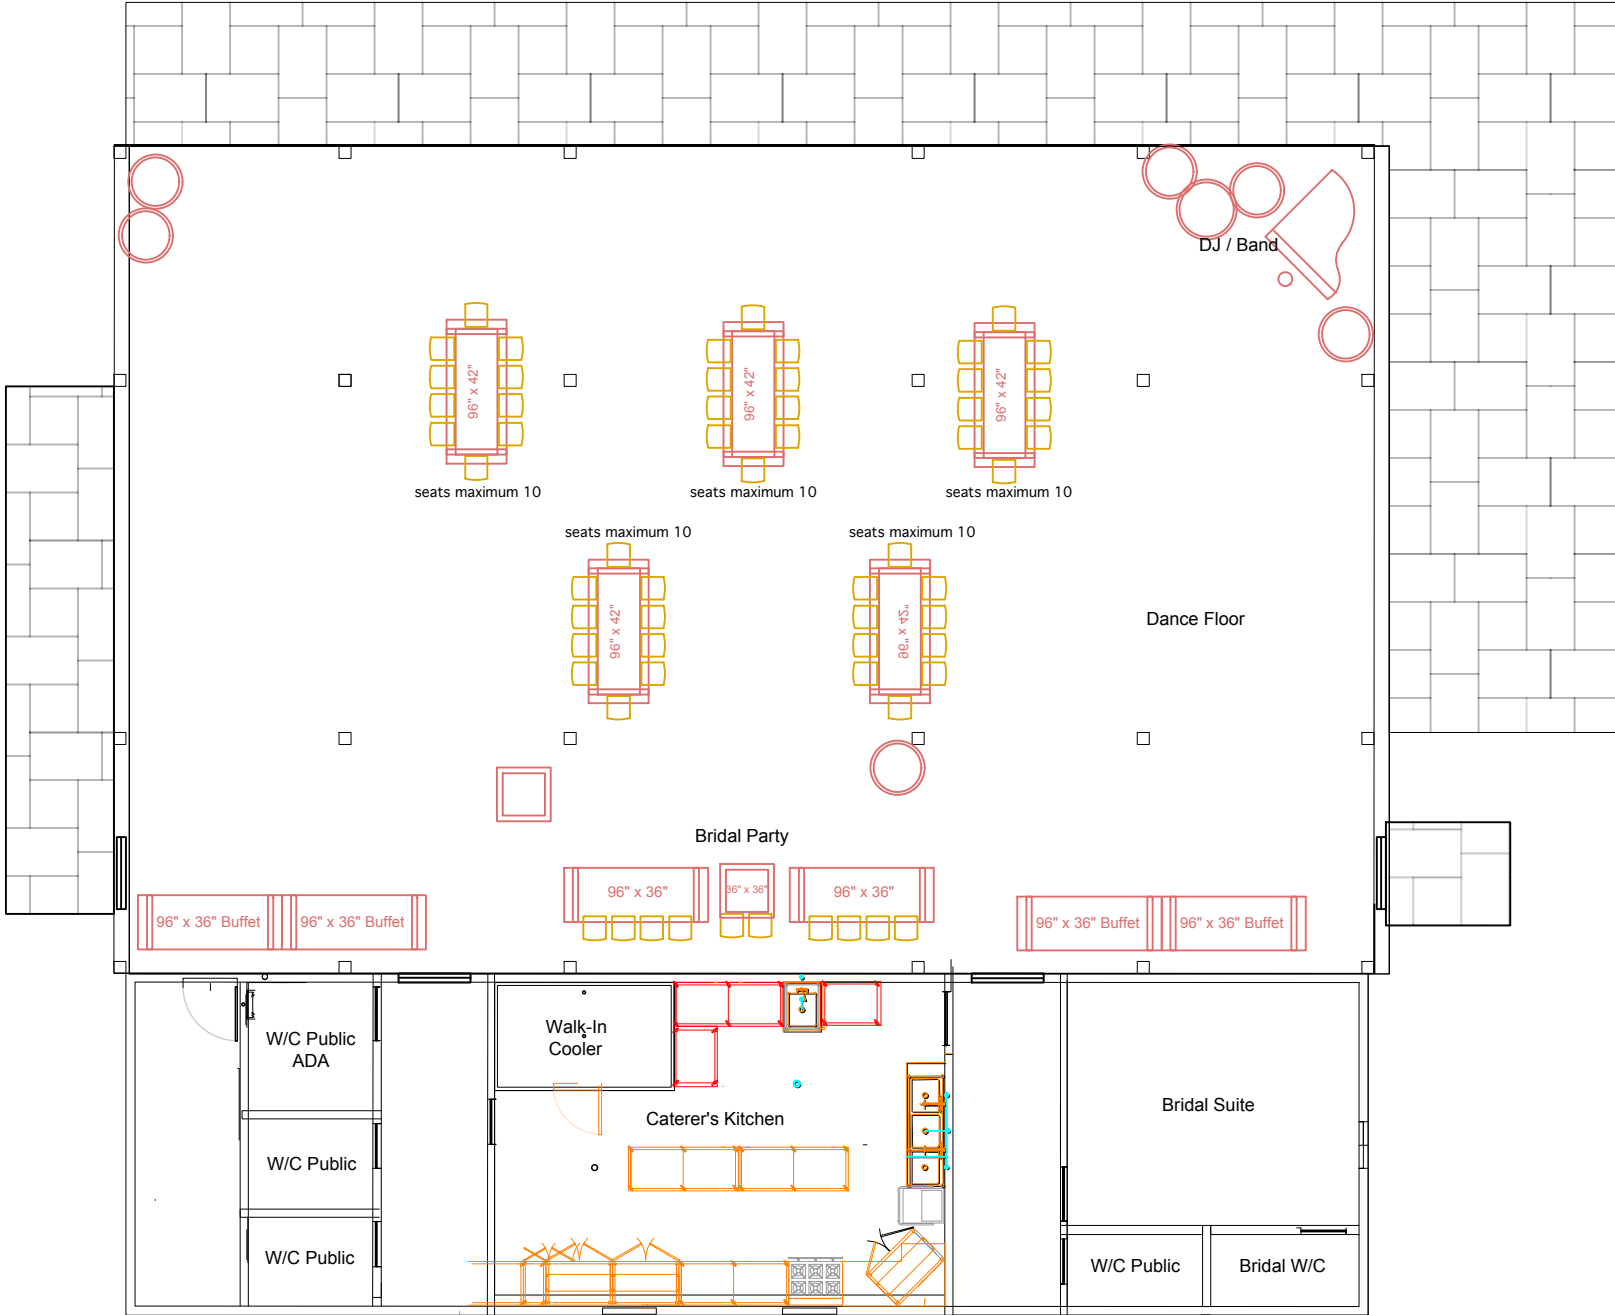 DJ / Band
96" x 42"
96" x 42"
96" x 42"
seats maximum 10
seats maximum 10
seats maximum 10
seats maximum 10
seats maximum 10
96" x 42"
96" x 42"
Dance Floor
Bridal Party
96" x 36"
36" x 36"
96" x 36"
96" x 36" Buffet
96" x 36" Buffet
96" x 36" Buffet
96" x 36" Buffet
W/C Public
ADA
Walk-In
Cooler
Caterer's Kitchen
Bridal Suite
W/C Public
W/C Public
W/C Public
Bridal W/C